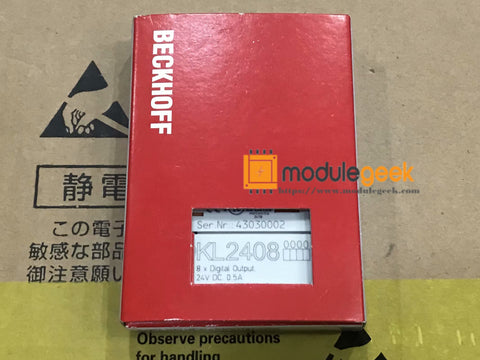 BECKHOFF
modulegeek
https://www.modulegeek.com
Ser.Nr.: 43030002
KL2408
8 x Digital Output
24V DC 0.5A
静電
この電子
敏感な部品
御注意願い
Observe precautions
for handling